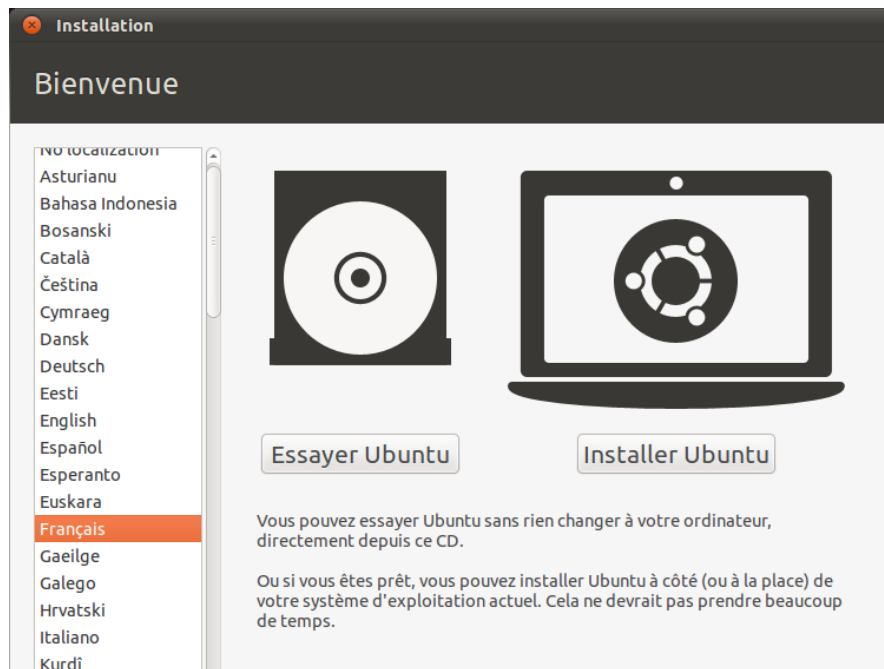 Installation
Bienvenue
No localization
Asturianu
Bahasa Indonesia
Bosanski
Català
Čeština
Cymraeg
Dansk
Deutsch
Eesti
English
Español
Esperanto
Euskara
Français
Gaeilge
Galego
Hrvatski
Italiano
Kurdî
Essayer Ubuntu
Installer Ubuntu
Vous pouvez essayer Ubuntu sans rien changer à votre ordinateur,
directement depuis ce CD.
Ou si vous êtes prêt, vous pouvez installer Ubuntu à côté (ou à la place) de
votre système d'exploitation actuel. Cela ne devrait pas prendre beaucoup
de temps.